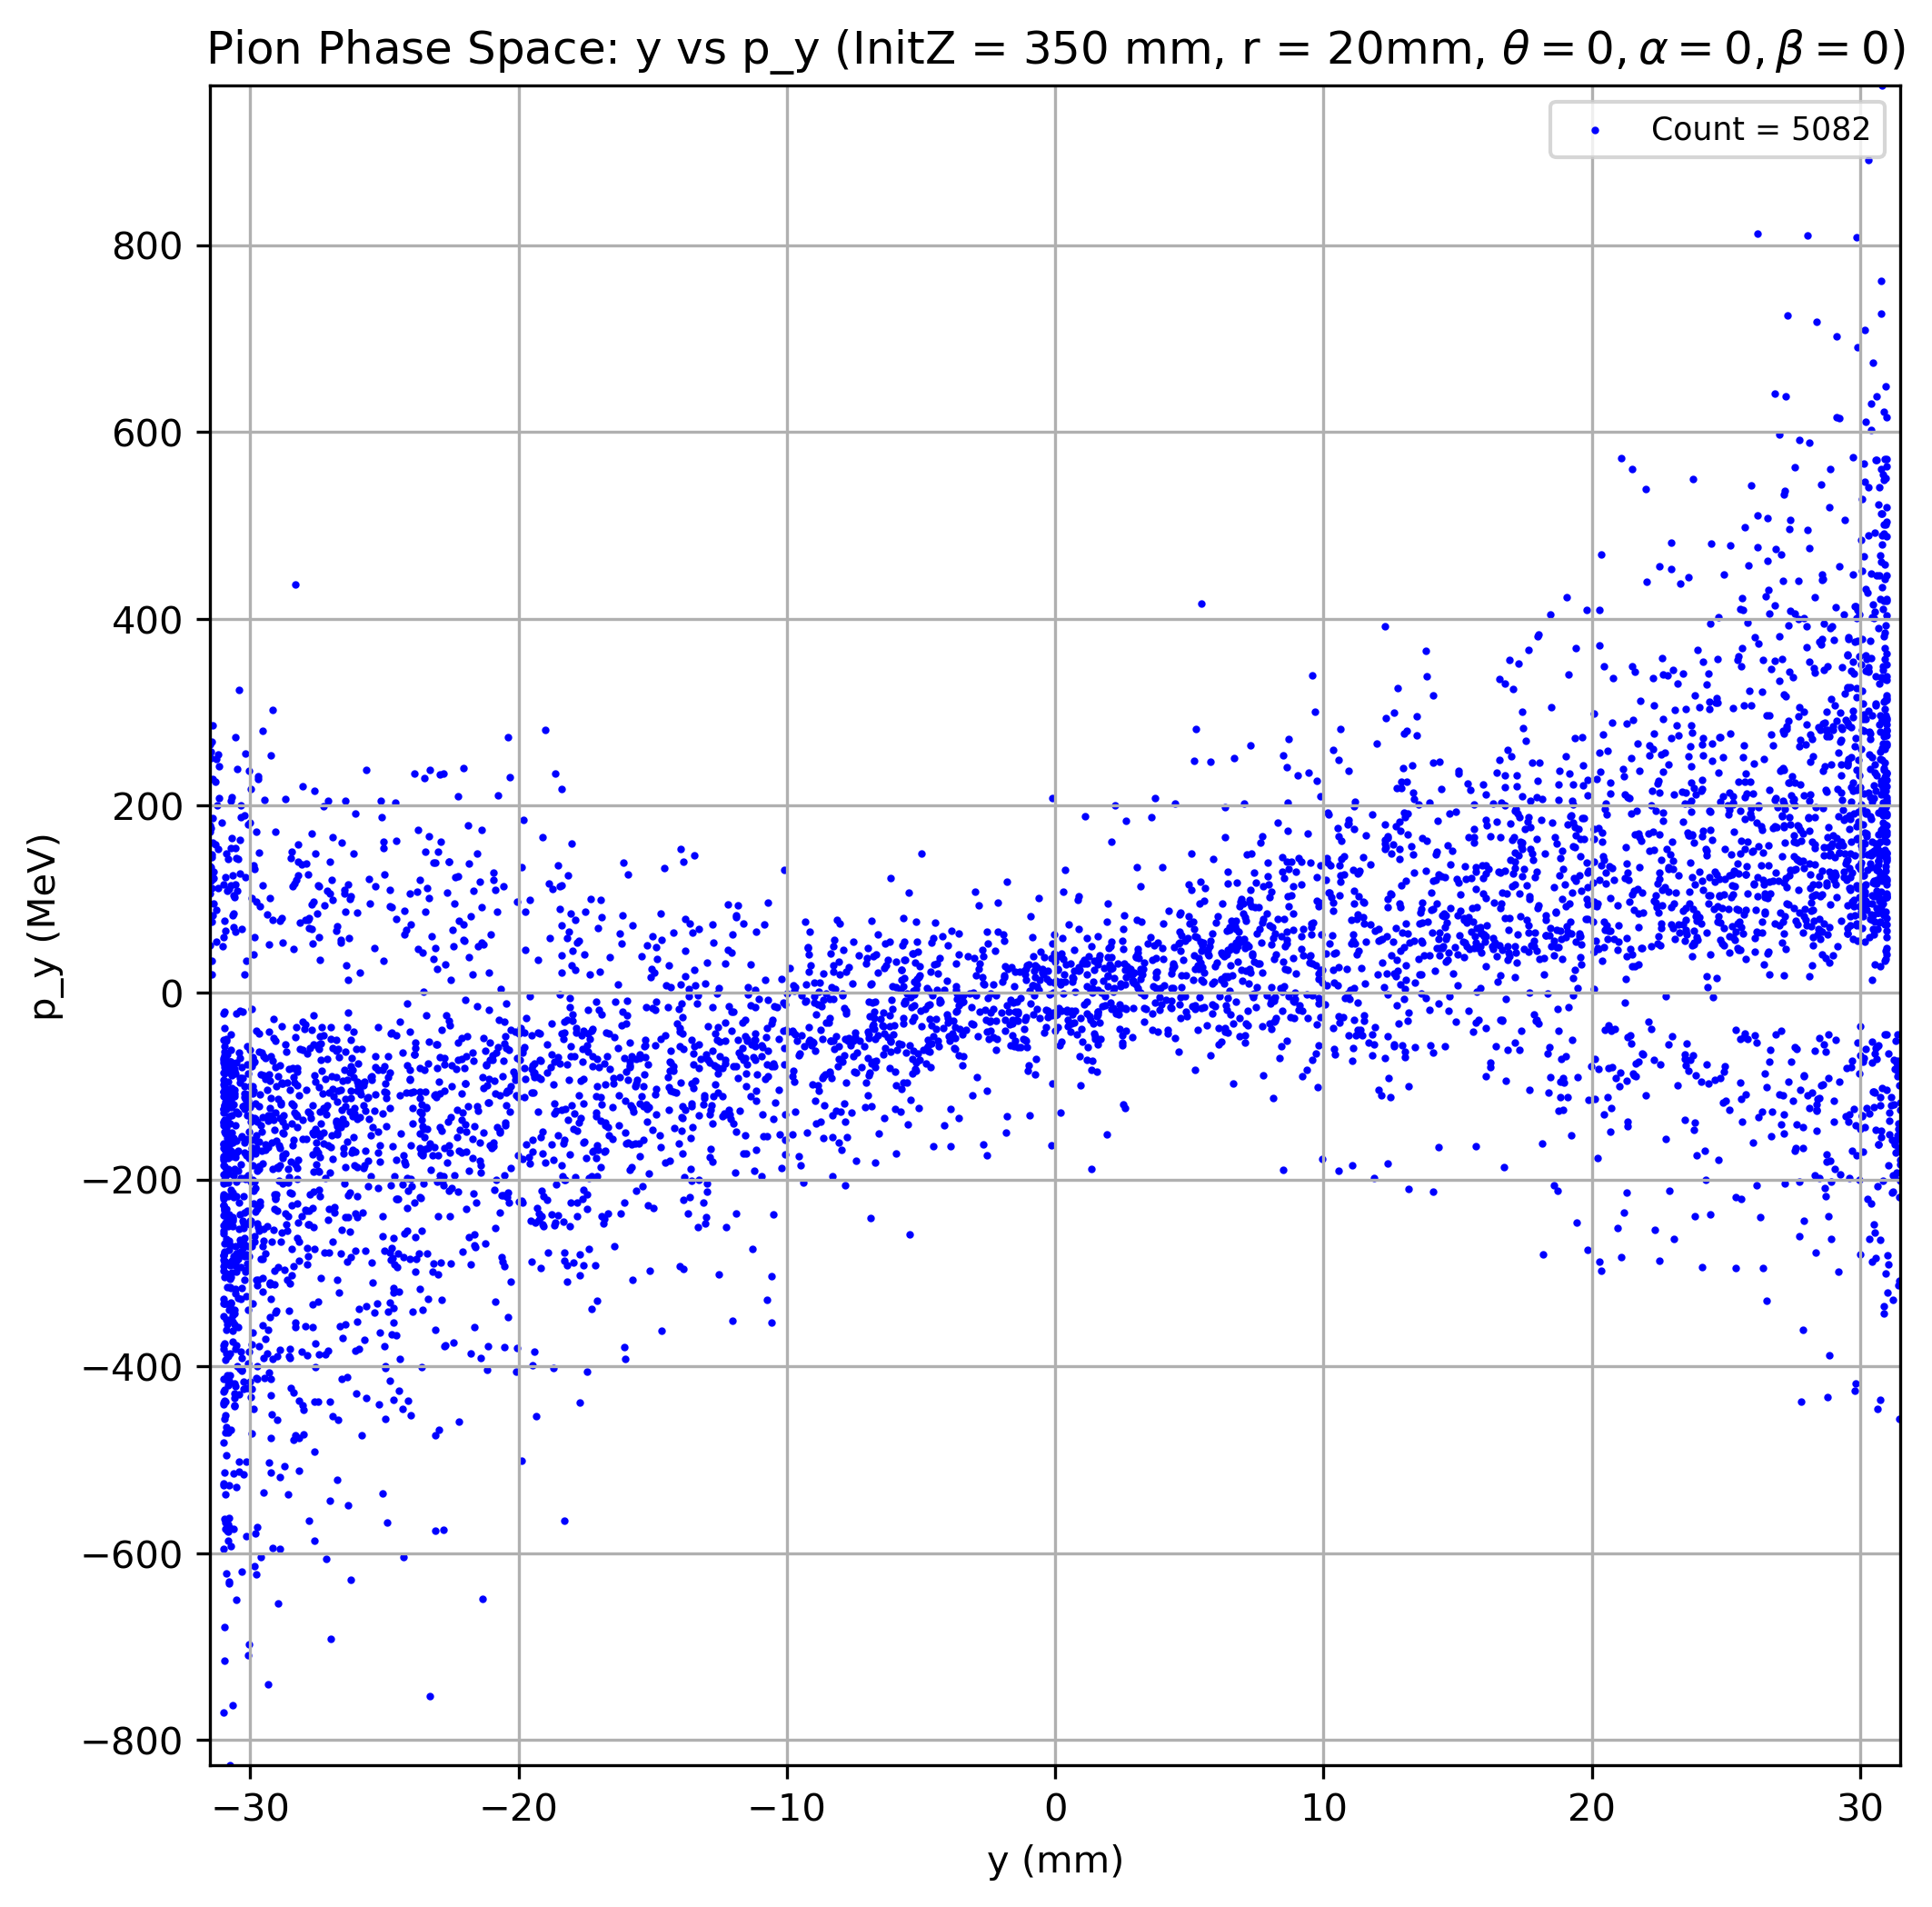 Pion Phase Space: y vs p_y (InitZ = 350 mm, r = 20mm, θ = 0, α = 0, β = 0)
Count = 5082
800
600
400
200
0
−200
−400
−600
−800
p_y (MeV)
−30 −20 −10 0 10 20 30
y (mm)